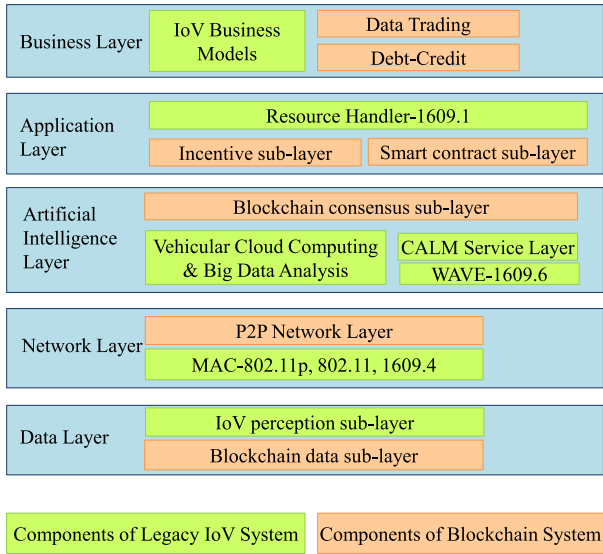 Business Layer
IoV Business
Models
Data Trading
Debt-Credit
Application
Layer
Resource Handler-1609.1
Incentive sub-layer
Smart contract sub-layer
Artificial
Intelligence
Layer
Blockchain consensus sub-layer
Vehicular Cloud Computing
& Big Data Analysis
CALM Service Layer
WAVE-1609.6
Network Layer
P2P Network Layer
MAC-802.11p, 802.11, 1609.4
Data Layer
IoV perception sub-layer
Blockchain data sub-layer
Components of Legacy IoV System
Components of Blockchain System